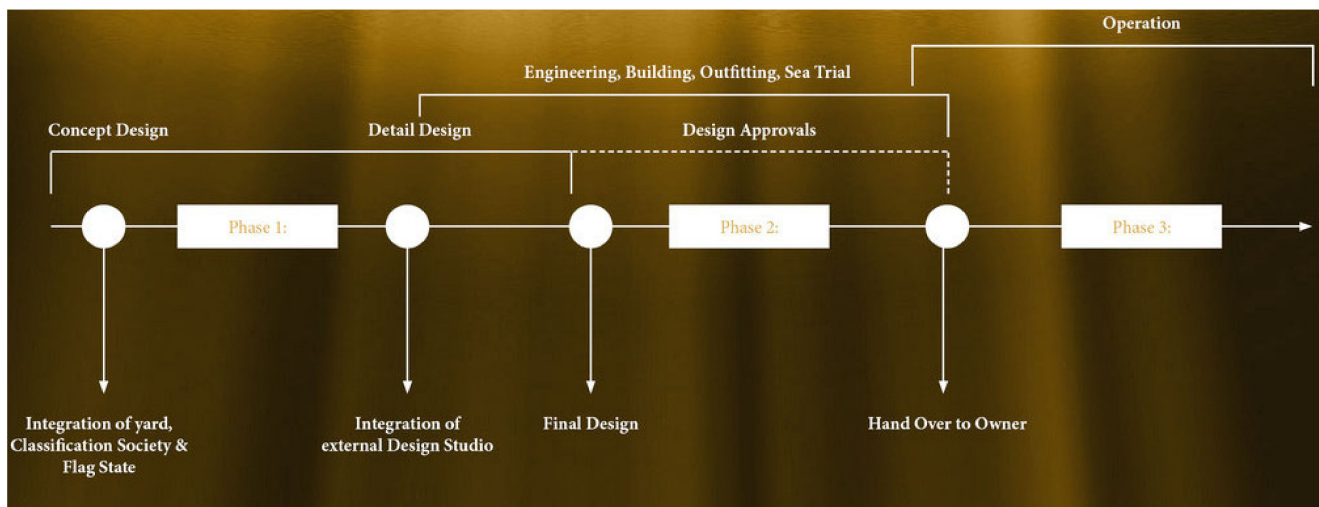 Operation
Engineering, Building, Outfitting, Sea Trial
Concept Design
Detail Design
Design Approvals
Phase 1:
Phase 2:
Phase 3:
Integration of yard,
Classification Society &
Flag State
Integration of
external Design Studio
Final Design
Hand Over to Owner